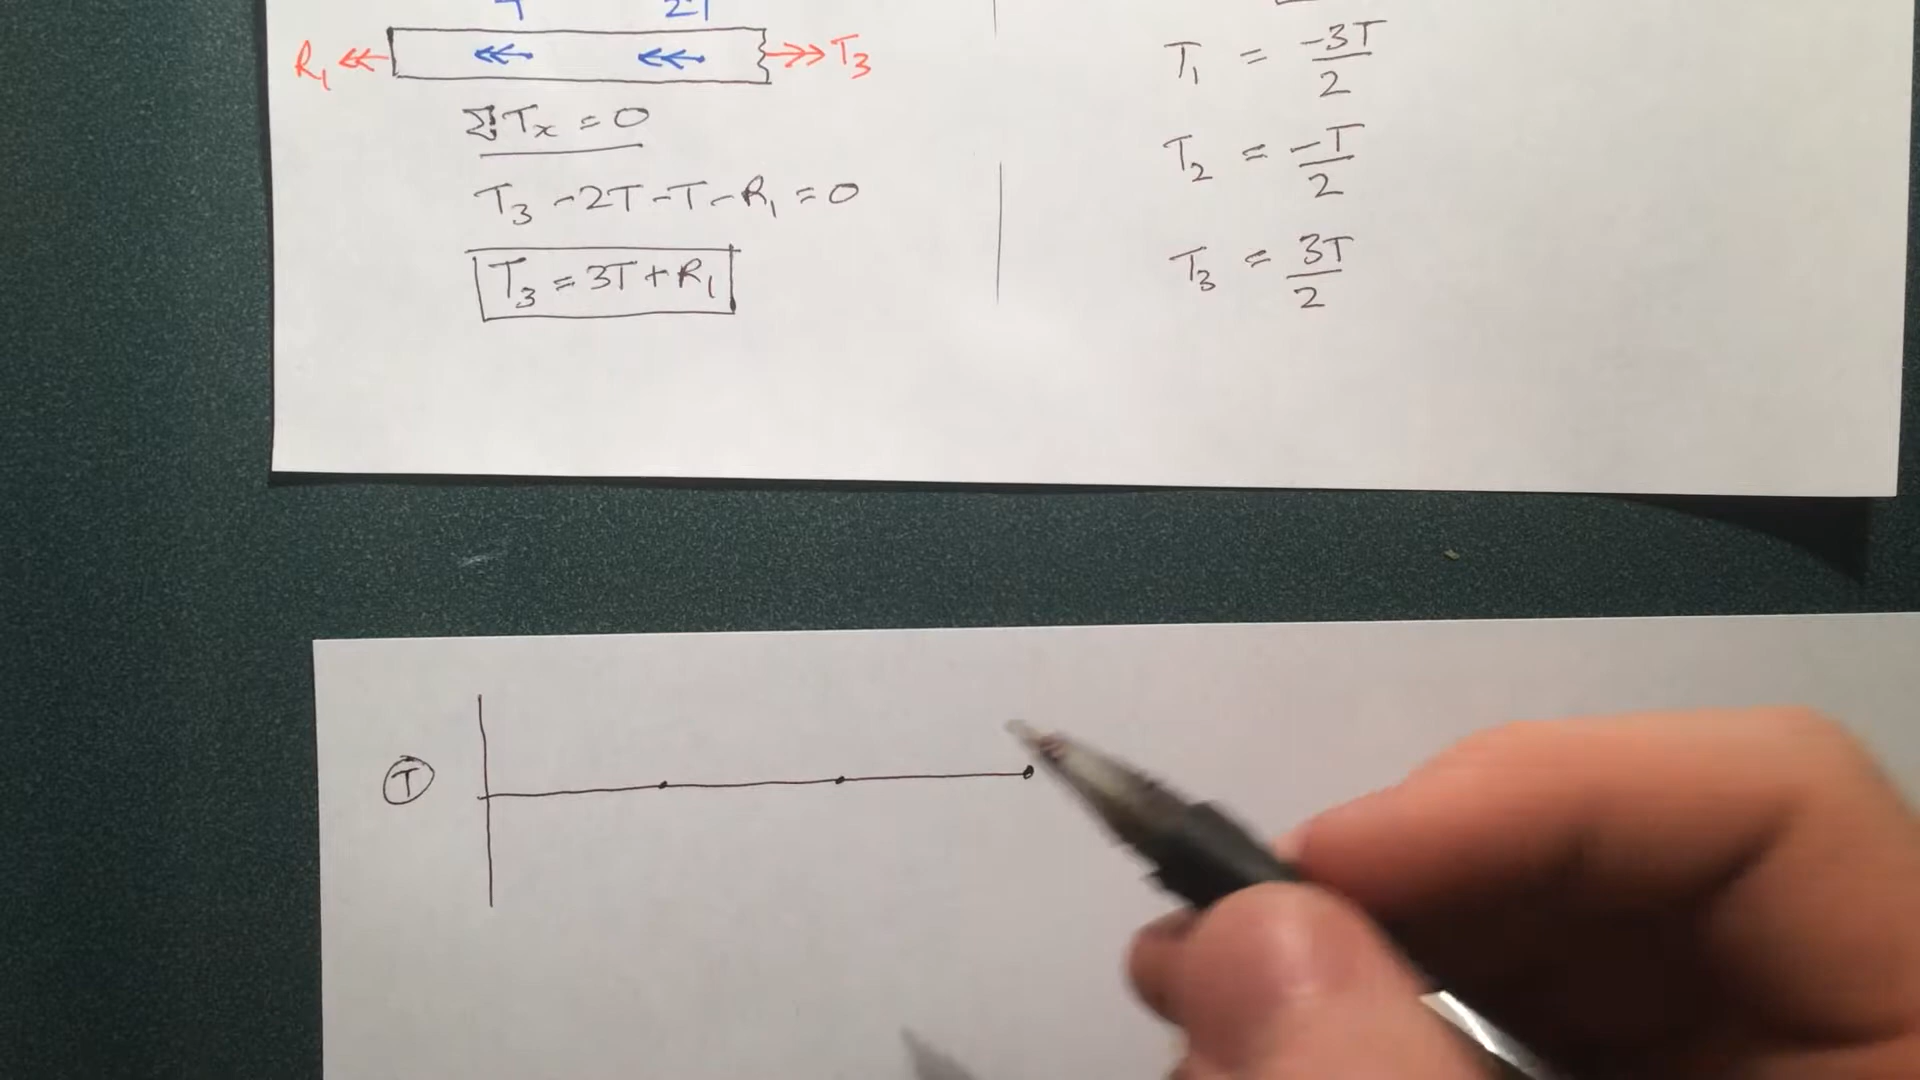 T 2T
R₁ T₃
ΣTₓ = 0
T₃ - 2T - T - R₁ = 0
T₃ = 3T + R₁
T₁ = -3T/2
T₂ = -T/2
T₃ = 3T/2
T